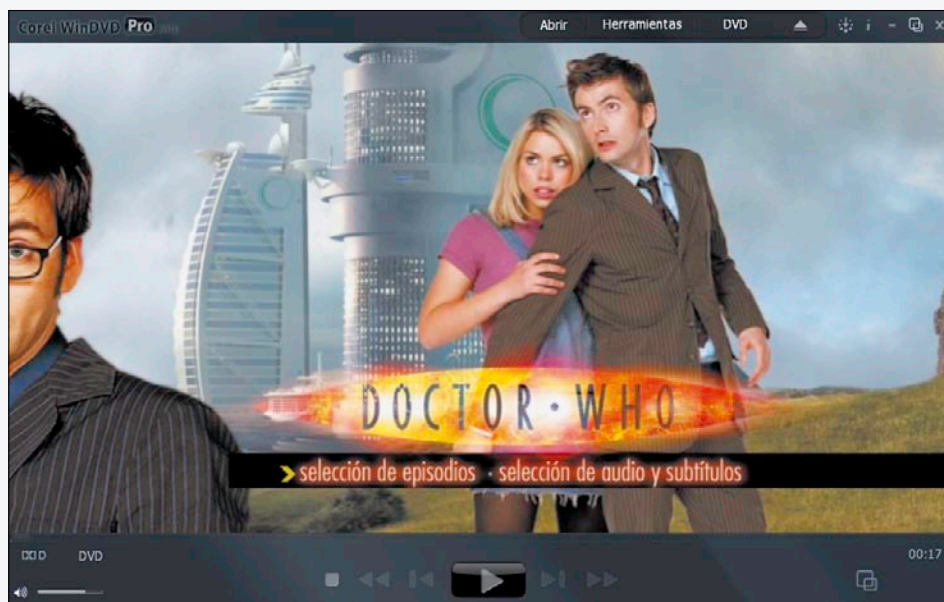 Corel WinDVD Pro
Abrir Herramientas DVD
DOCTOR · WHO
selección de episodios · selección de audio y subtítulos
DVD
00:17